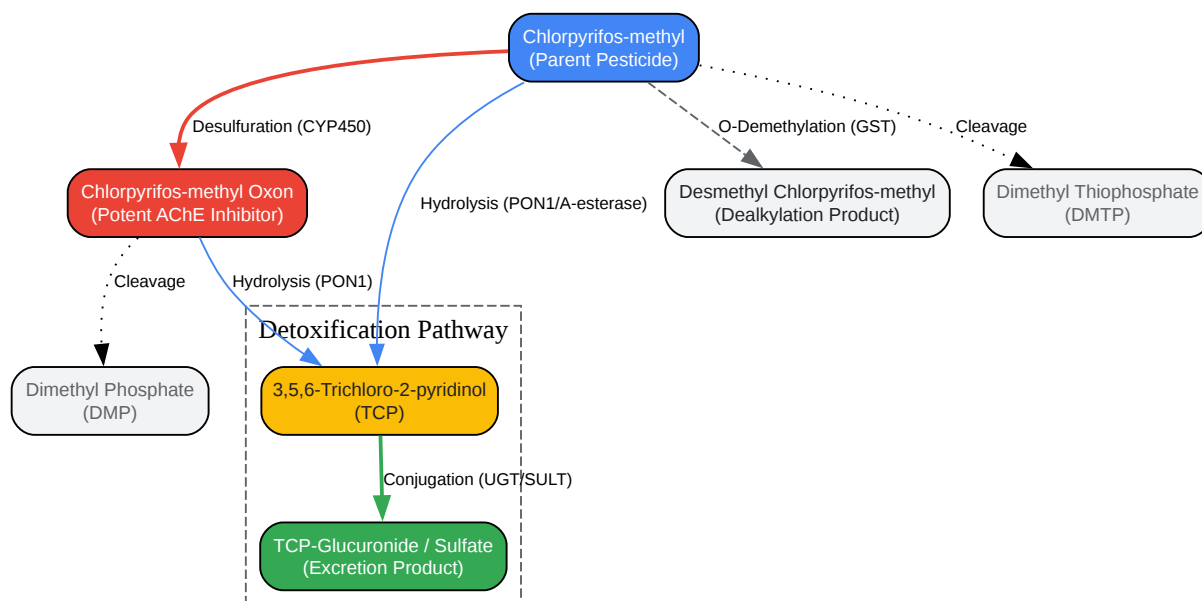 Chlorpyrifos-methyl
(Parent Pesticide)
Desulfuration (CYP450)
O-Demethylation (GST)
Cleavage
Chlorpyrifos-methyl Oxon
(Potent AChE Inhibitor)
Hydrolysis (PON1/A-esterase)
Desmethyl Chlorpyrifos-methyl
(Dealkylation Product)
Dimethyl Thiophosphate
(DMTP)
Cleavage
Hydrolysis (PON1)
Detoxification Pathway
Dimethyl Phosphate
(DMP)
3,5,6-Trichloro-2-pyridinol
(TCP)
Conjugation (UGT/SULT)
TCP-Glucuronide / Sulfate
(Excretion Product)